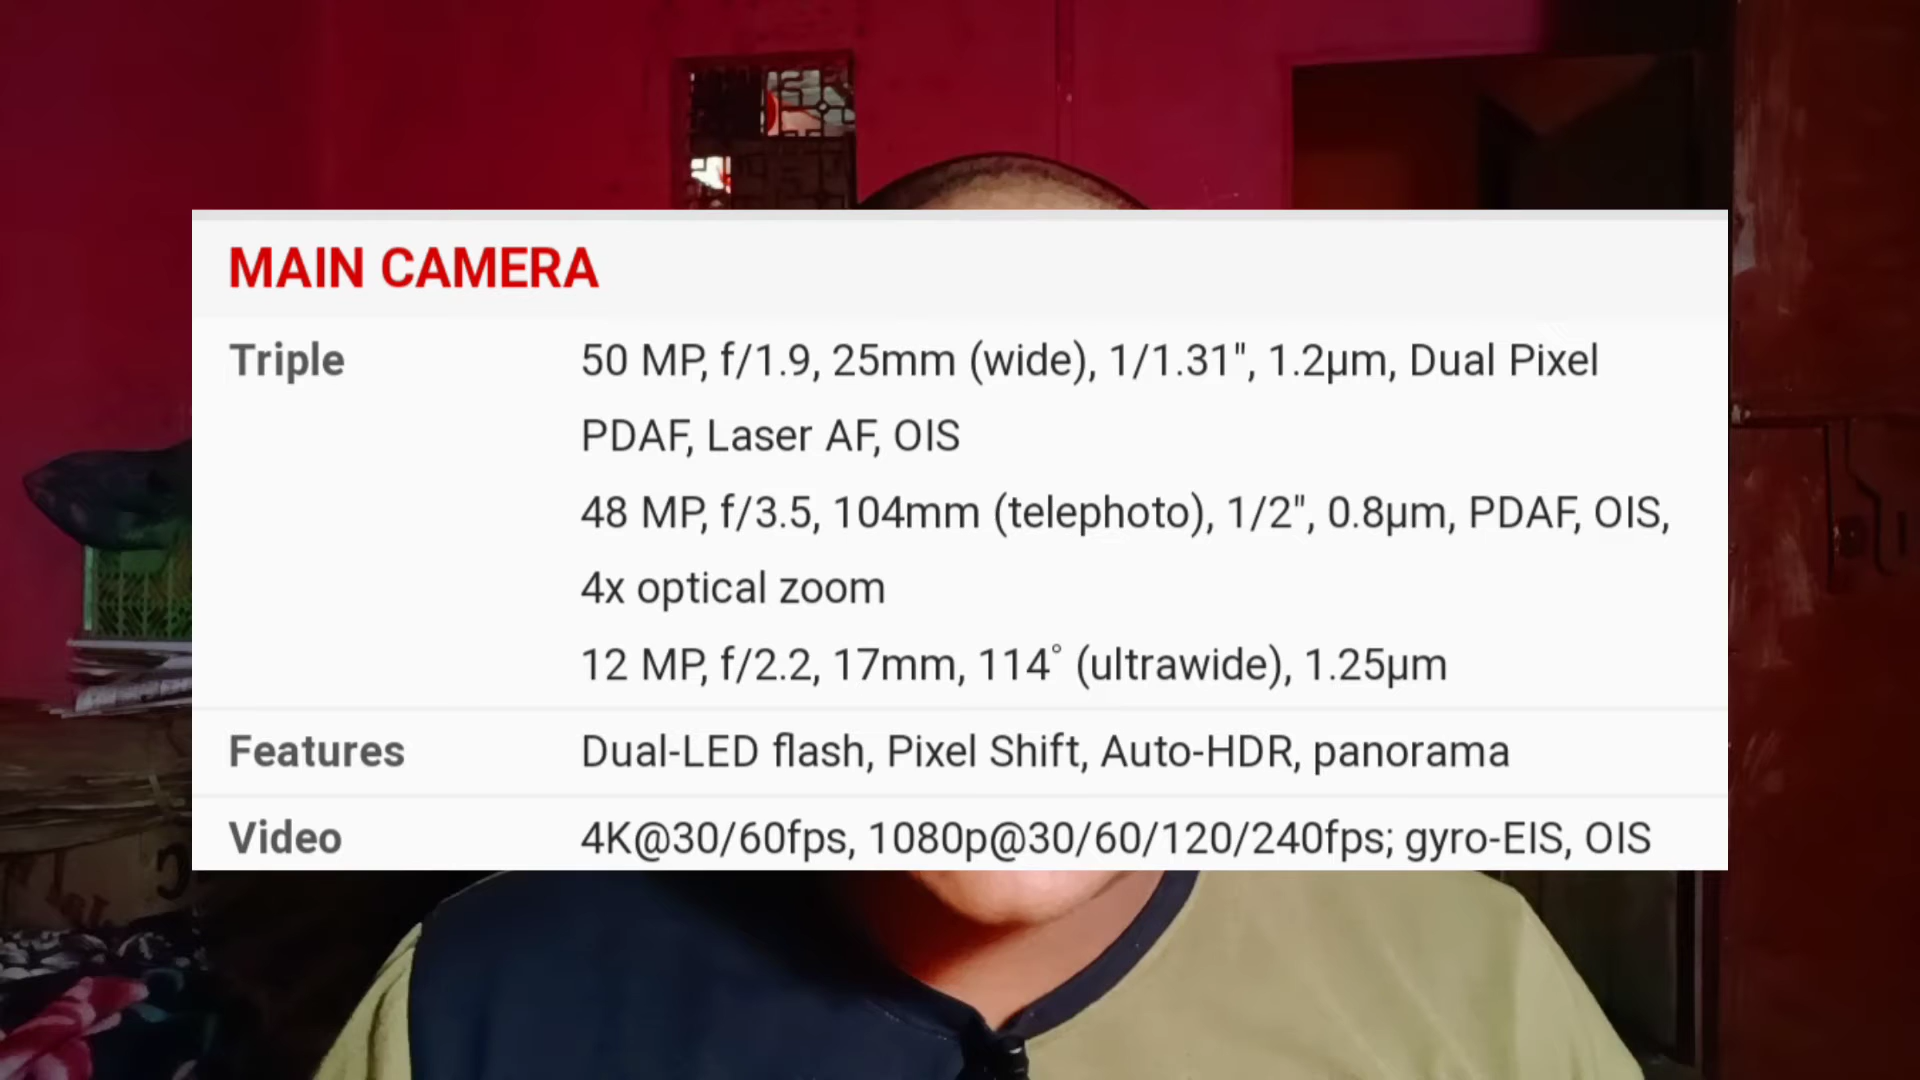 MAIN CAMERA
Triple 50 MP, f/1.9, 25mm (wide), 1/1.31", 1.2µm, Dual Pixel
PDAF, Laser AF, OIS
48 MP, f/3.5, 104mm (telephoto), 1/2", 0.8µm, PDAF, OIS,
4x optical zoom
12 MP, f/2.2, 17mm, 114˚ (ultrawide), 1.25µm
Features Dual-LED flash, Pixel Shift, Auto-HDR, panorama
Video 4K@30/60fps, 1080p@30/60/120/240fps; gyro-EIS, OIS